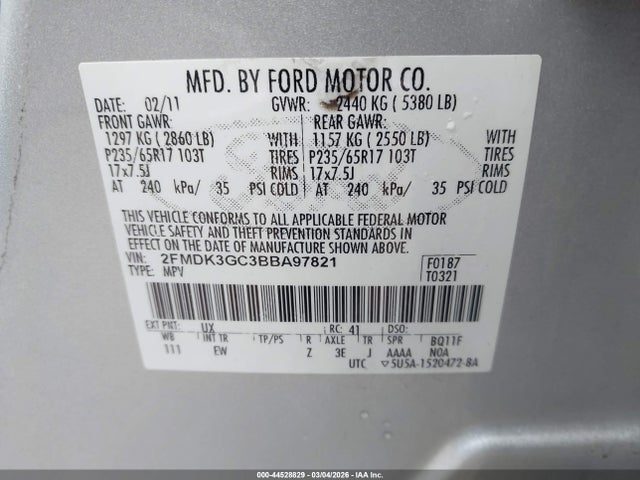 MFD. BY FORD MOTOR CO.
DATE: 02/11 GVWR: 2440 KG ( 5380 LB)
FRONT GAWR: REAR GAWR:
1297 KG ( 2860 LB) WITH 1157 KG ( 2550 LB) WITH
P235/65R17 103T TIRES P235/65R17 103T TIRES
17x7.5J RIMS 17x7.5J RIMS
AT 240 kPa/ 35 PSI COLD AT 240 kPa/ 35 PSI COLD
THIS VEHICLE CONFORMS TO ALL APPLICABLE FEDERAL MOTOR
VEHICLE SAFETY AND THEFT PREVENTION STANDARDS IN
EFFECT ON THE DATE OF MANUFACTURE SHOWN ABOVE.
VIN: 2FMDK3GC3BBA97821 F0187
TYPE: MPV T0321
EXT PNT: UX RC: 41 DSO:
WB INT TR TP/PS R AXLE TR SPR BQ11F
111 EW Z 3E J AAAA NOA
UTC ▽5U5A-1520472-BA
000-44528829 - 03/04/2026 - IAA Inc.